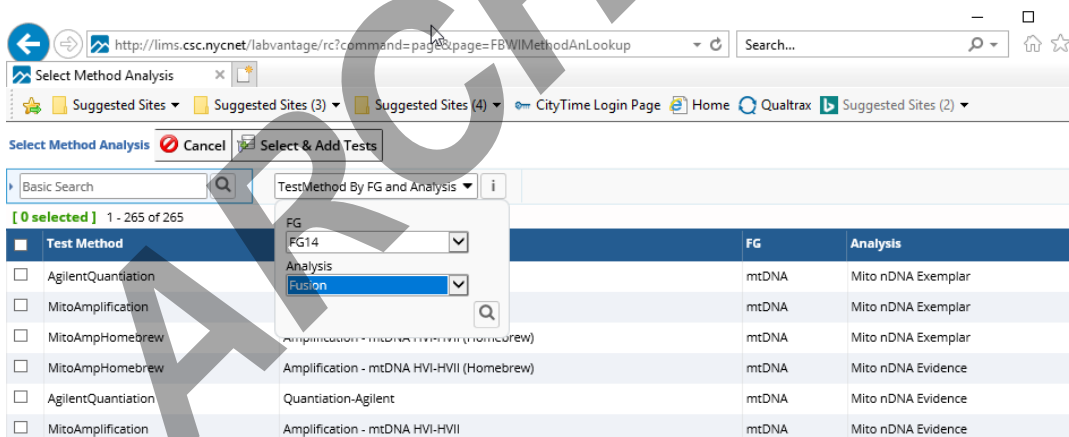 http://lims.csc.nycnet/labvantage/rc?command=page&page=FBWIMethodAnLookup Search...
Select Method Analysis
Suggested Sites Suggested Sites (3) Suggested Sites (4) CityTime Login Page Home Qualtrax Suggested Sites (2)
Select Method Analysis Cancel Select & Add Tests
Basic Search TestMethod By FG and Analysis i
[ 0 selected ] 1 - 265 of 265
FG
FG14
Analysis
Fusion
Test Method FG Analysis
AgilentQuantiation mtDNA Mito nDNA Exemplar
MitoAmplification mtDNA Mito nDNA Exemplar
MitoAmpHomebrew Amplification - mtDNA HVI-HVII (Homebrew) mtDNA Mito nDNA Exemplar
MitoAmpHomebrew Amplification - mtDNA HVI-HVII (Homebrew) mtDNA Mito nDNA Evidence
AgilentQuantiation Quantiation-Agilent mtDNA Mito nDNA Evidence
MitoAmplification Amplification - mtDNA HVI-HVII mtDNA Mito nDNA Evidence